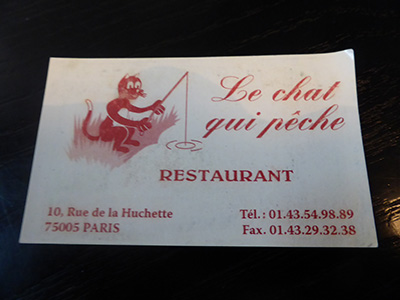 Le chat
qui pêche
RESTAURANT
10, Rue de la Huchette
75005 PARIS
Tél. : 01.43.54.98.89
Fax. 01.43.29.32.38